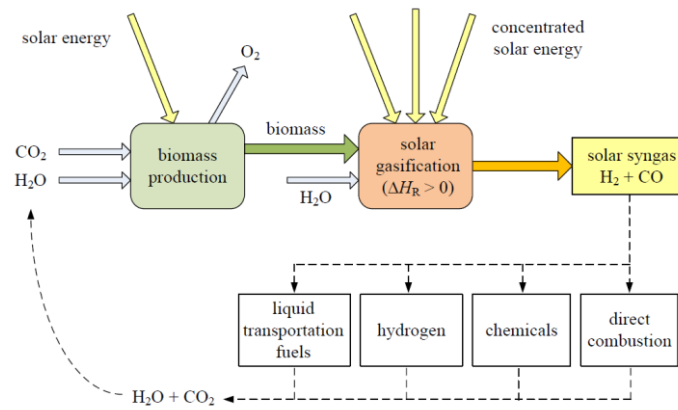 solar energy
O₂
concentrated
solar energy
CO₂
H₂O
biomass
production
biomass
H₂O
solar
gasification
(ΔH_R > 0)
solar syngas
H₂ + CO
liquid
transportation
fuels
hydrogen
chemicals
direct
combustion
H₂O + CO₂